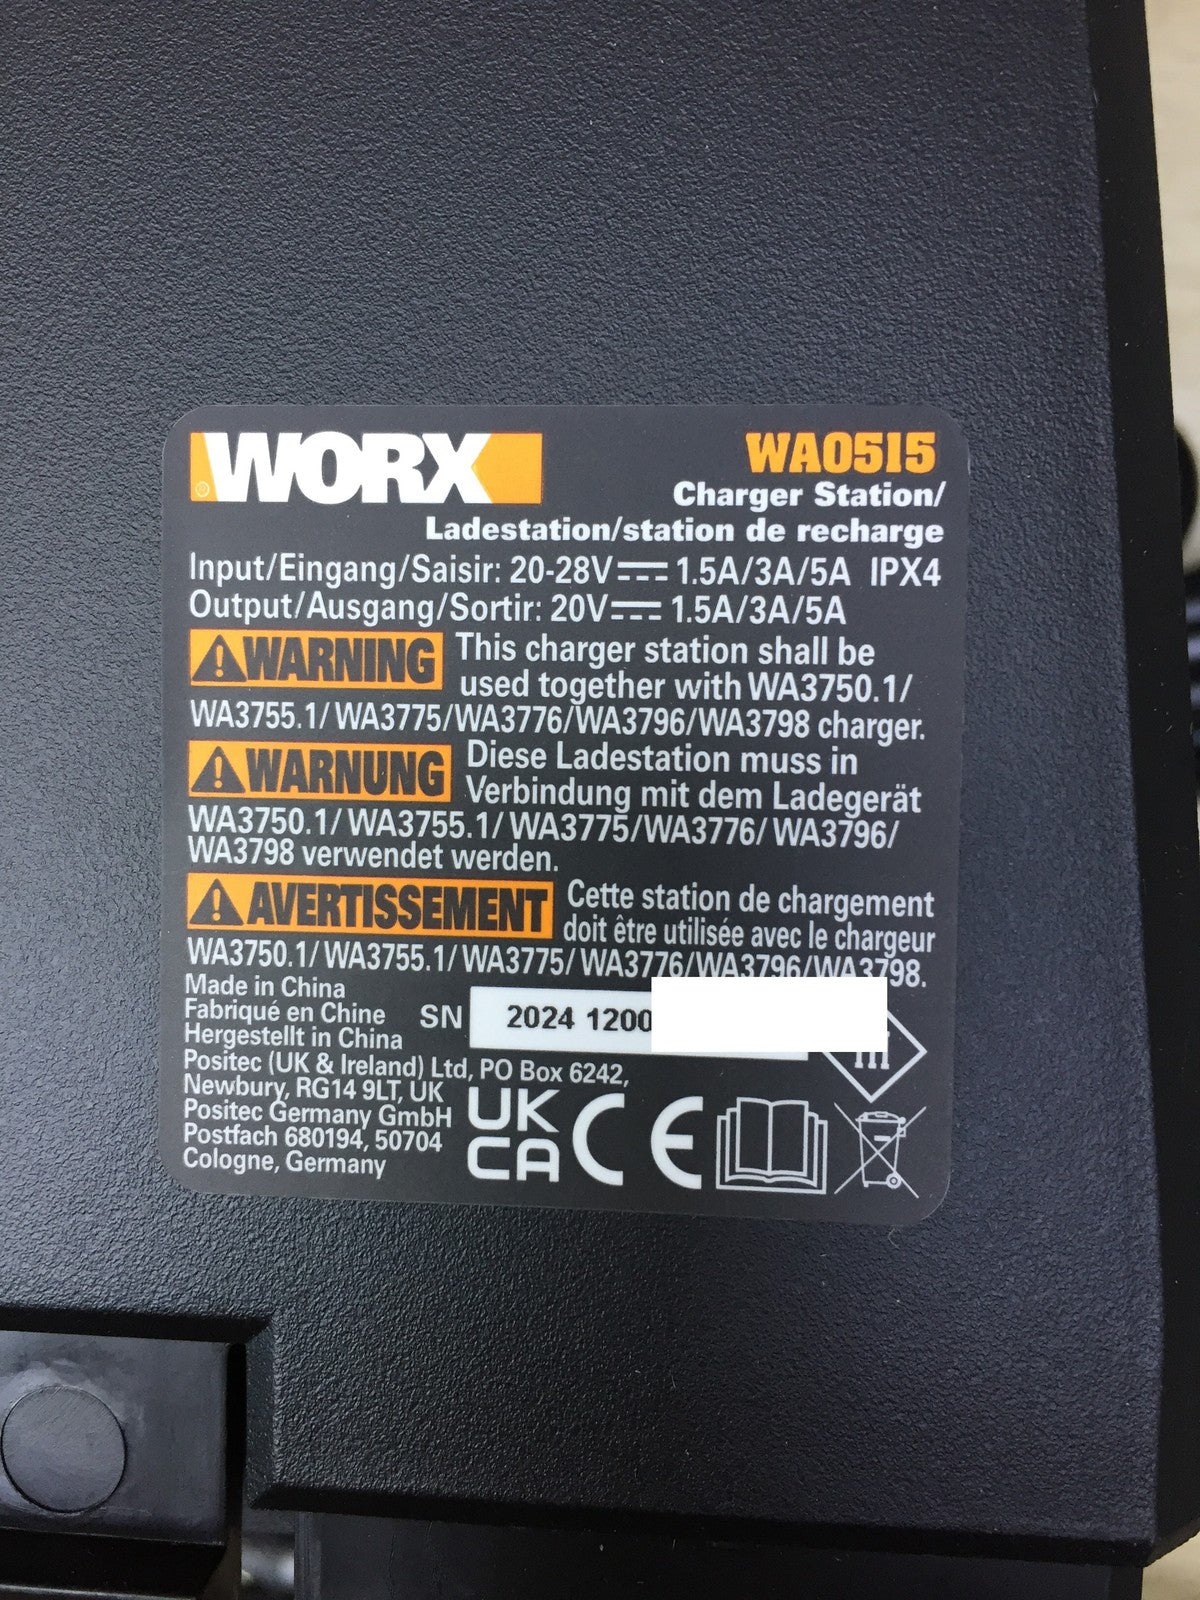 WORX ®
WA0515
Charger Station/
Ladestation/station de recharge
Input/Eingang/Saisir: 20-28V⎓1.5A/3A/5A IPX4
Output/Ausgang/Sortir: 20V⎓1.5A/3A/5A
⚠WARNING This charger station shall be
used together with WA3750.1/
WA3755.1/WA3775/WA3776/WA3796/WA3798 charger.
⚠WARNUNG Diese Ladestation muss in
Verbindung mit dem Ladegerät
WA3750.1/WA3755.1/WA3775/WA3776/WA3796/
WA3798 verwendet werden.
⚠AVERTISSEMENT Cette station de chargement
doit être utilisée avec le chargeur
WA3750.1/WA3755.1/WA3775/WA3776/WA3796/WA3798.
Made in China
Fabriqué en Chine
Hergestellt in China
SN 2024 1200
Positec (UK & Ireland) Ltd, PO Box 6242,
Newbury, RG14 9LT, UK
Positec Germany GmbH
Postfach 680194, 50704
Cologne, Germany
UK
CA
CE